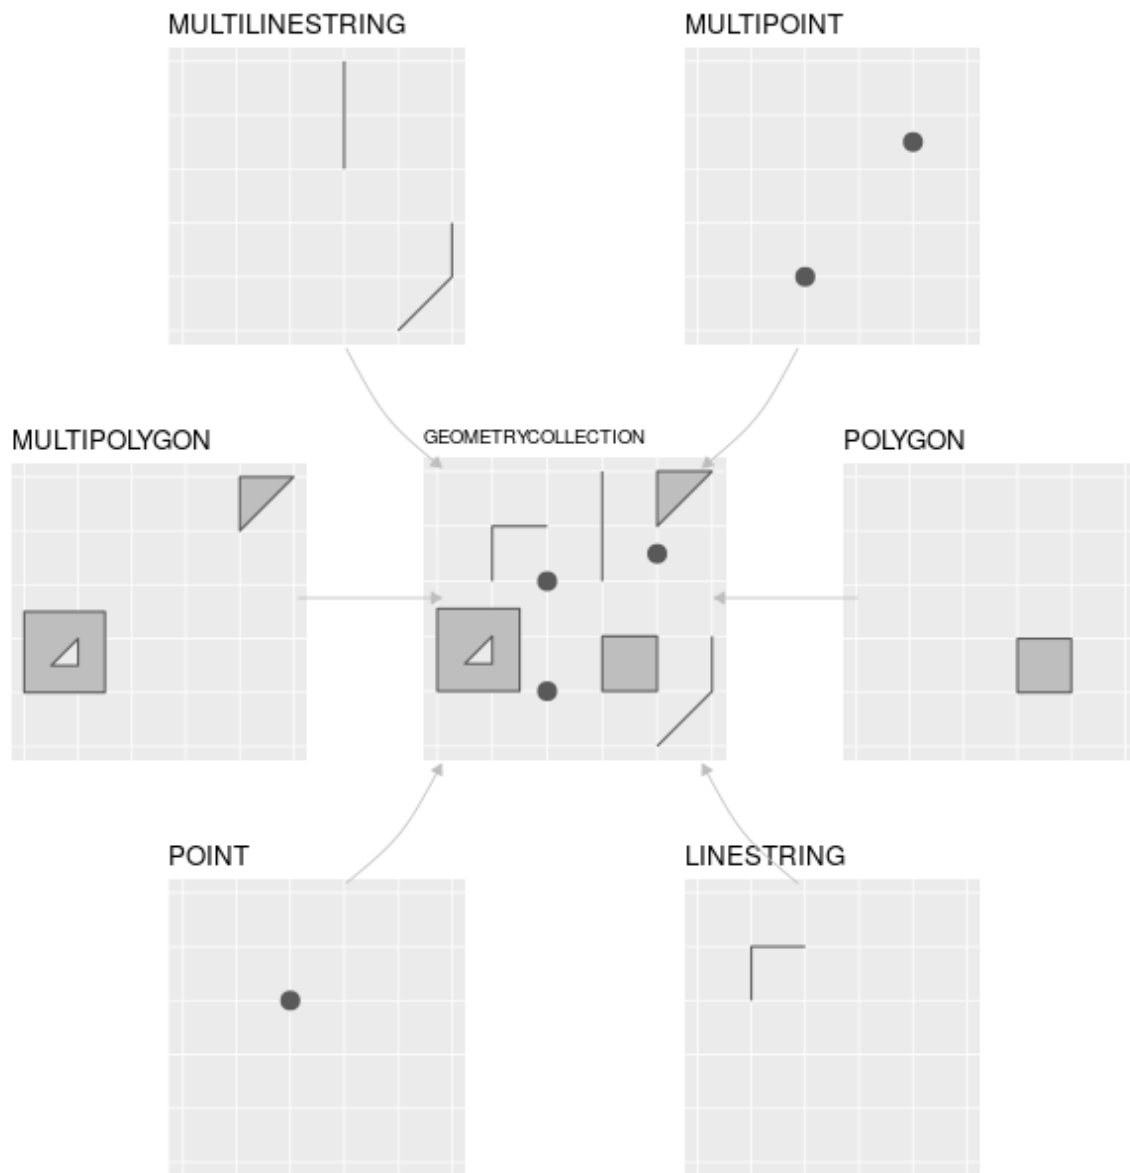 MULTILINESTRING
MULTIPOINT
MULTIPOLYGON
GEOMETRYCOLLECTION
POLYGON
POINT
LINESTRING